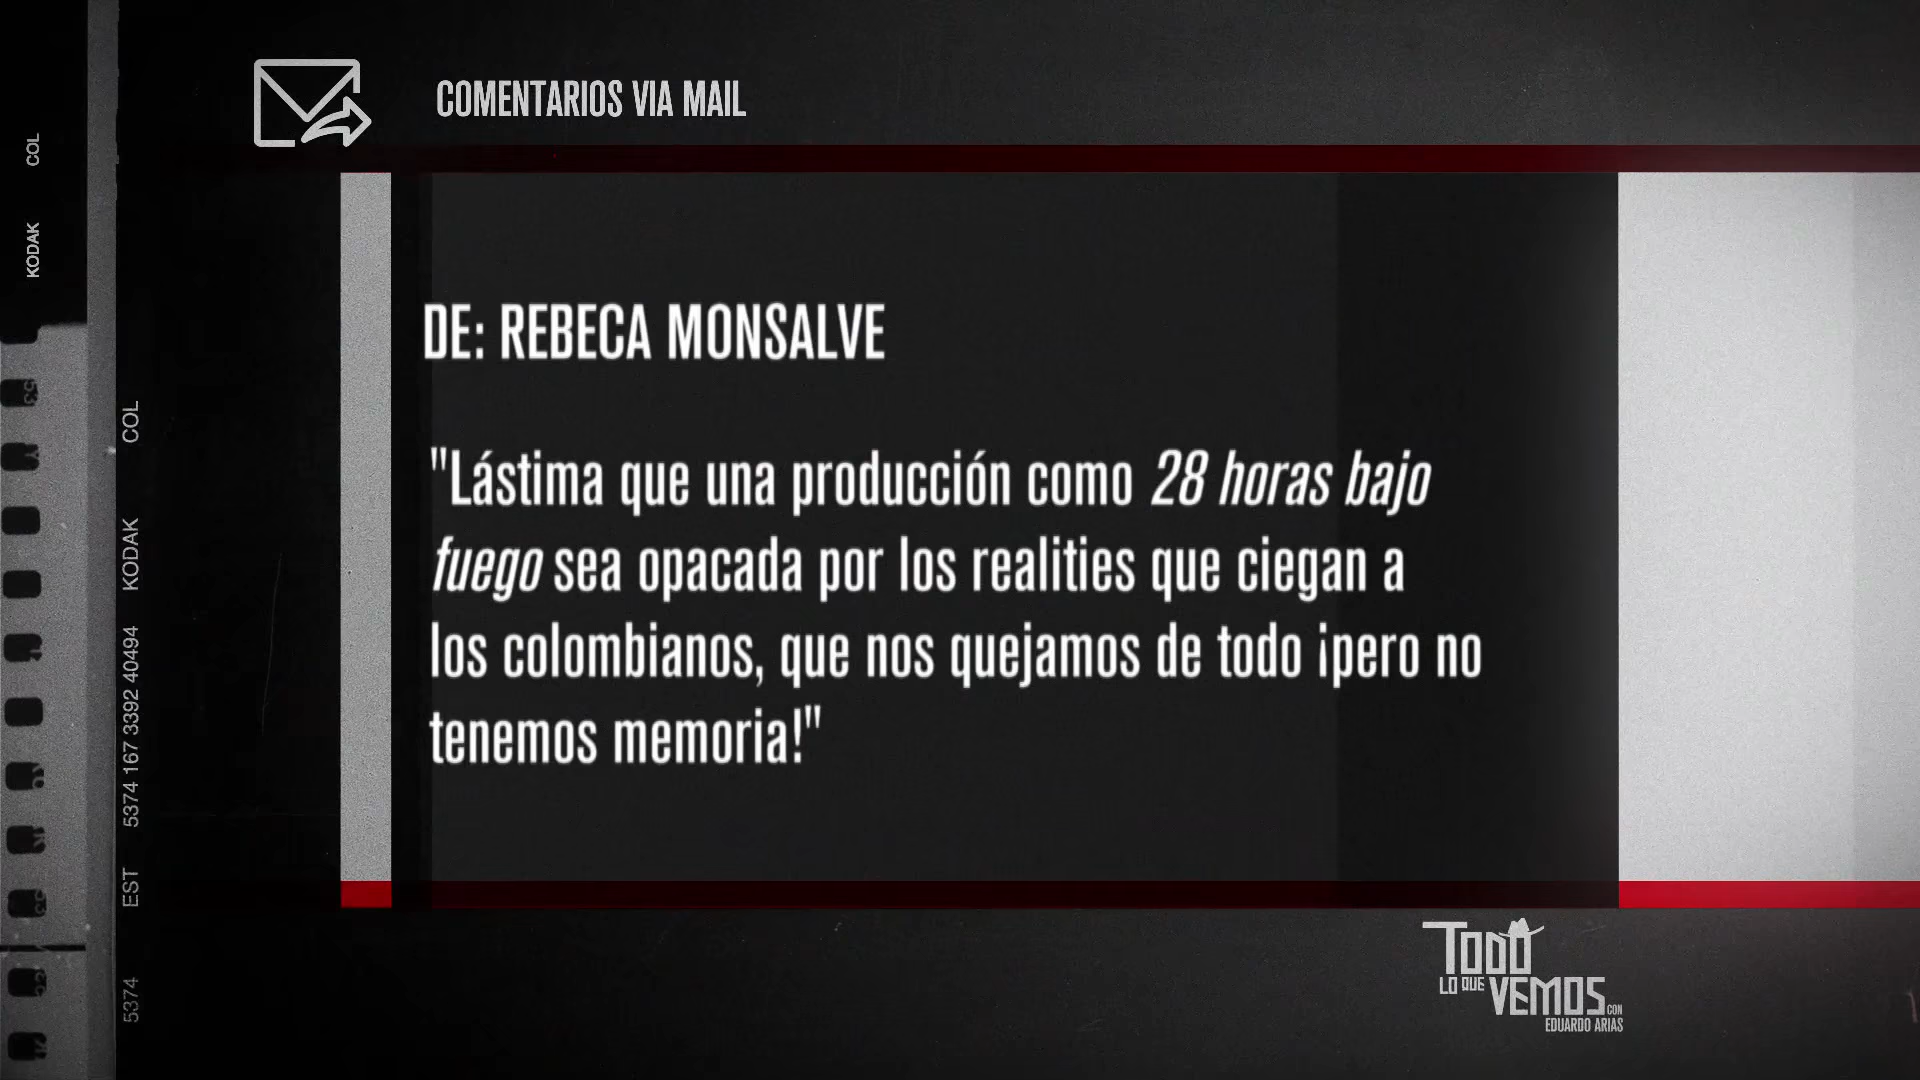 COMENTARIOS VIA MAIL
DE: REBECA MONSALVE
"Lástima que una producción como 28 horas bajo
fuego sea opacada por los realities que ciegan a
los colombianos, que nos quejamos de todo ¡pero no
tenemos memoria!"
COL
KODAK
COL
KODAK
5374 167 3392 40494
EST
5374
TODO
LO QUE VEMOS CON
EDUARDO ARIAS